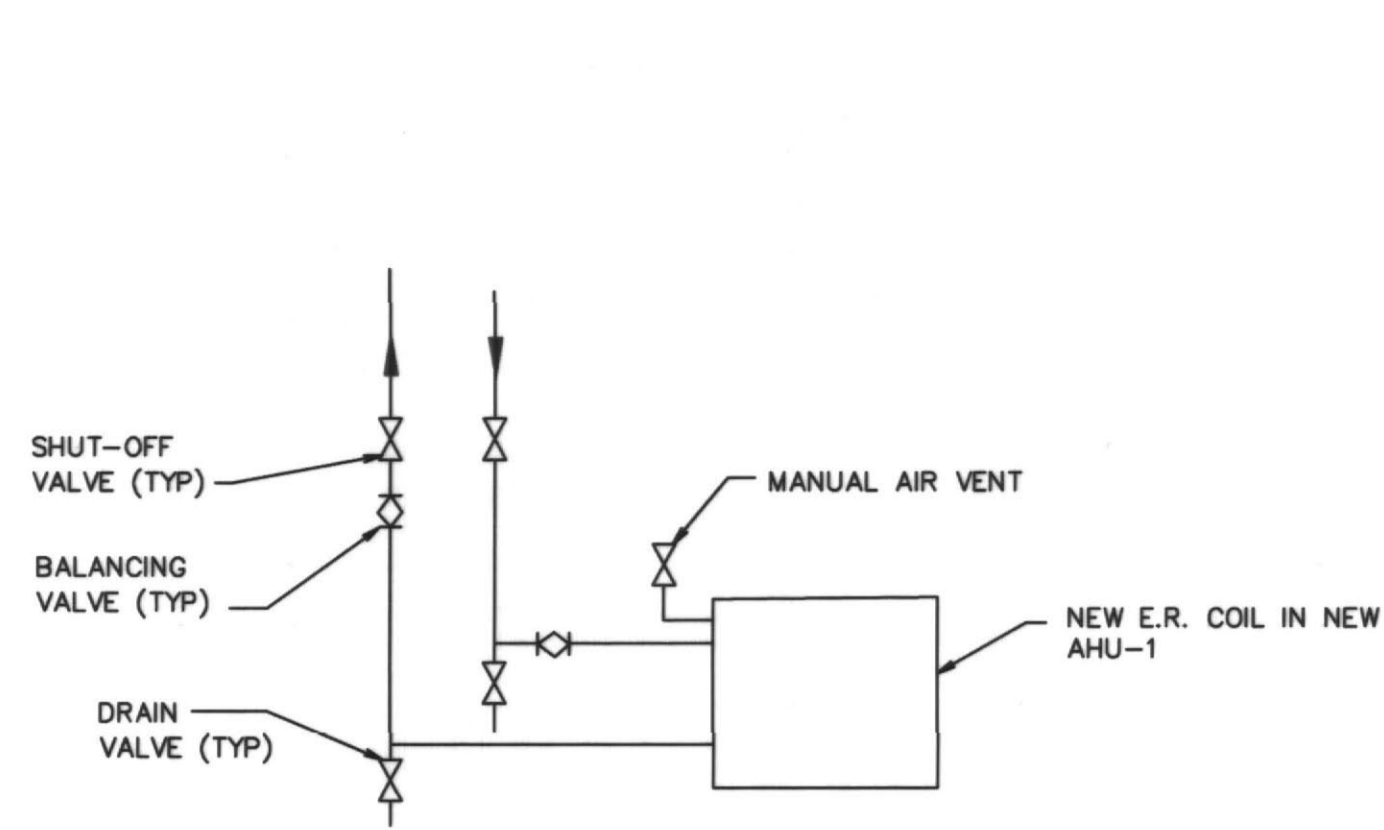 SHUT-OFF
VALVE (TYP)
MANUAL AIR VENT
BALANCING
VALVE (TYP)
NEW E.R. COIL IN NEW
AHU-1
DRAIN
VALVE (TYP)